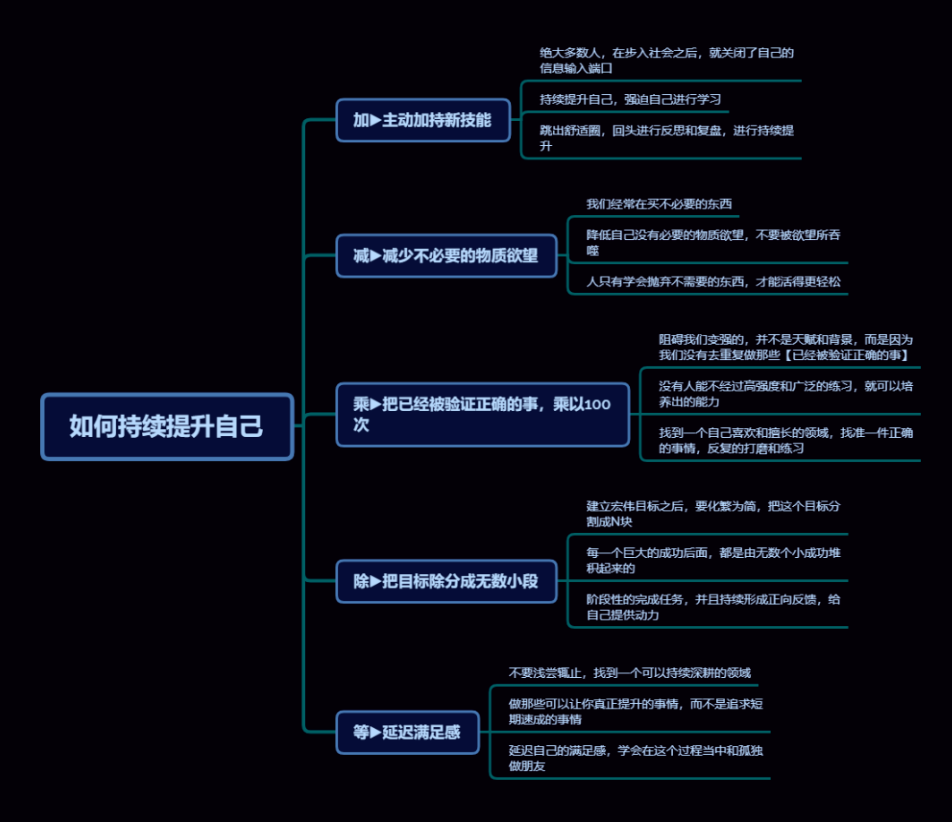 如何持续提升自己
加▶主动加持新技能
绝大多数人，在步入社会之后，就关闭了自己的
信息输入端口
持续提升自己，强迫自己进行学习
跳出舒适圈，回头进行反思和复盘，进行持续提
升
减▶减少不必要的物质欲望
我们经常在买不必要的东西
降低自己没有必要的物质欲望，不要被欲望所吞
噬
人只有学会抛弃不需要的东西，才能活得更轻松
乘▶把已经被验证正确的事，乘以100
次
阻碍我们变强的，并不是天赋和背景，而是因为
我们没有去重复做那些【已经被验证正确的事】
没有人能不经过高强度和广泛的练习，就可以培
养出的能力
找到一个自己喜欢和擅长的领域，找准一件正确
的事情，反复的打磨和练习
除▶把目标除分成无数小段
建立宏伟目标之后，要化繁为简，把这个目标分
割成N块
每一个巨大的成功后面，都是由无数个小成功堆
积起来的
阶段性的完成任务，并且持续形成正向反馈，给
自己提供动力
等▶延迟满足感
不要浅尝辄止，找到一个可以持续深耕的领域
做那些可以让你真正提升的事情，而不是追求短
期速成的事情
延迟自己的满足感，学会在这个过程当中和孤独
做朋友